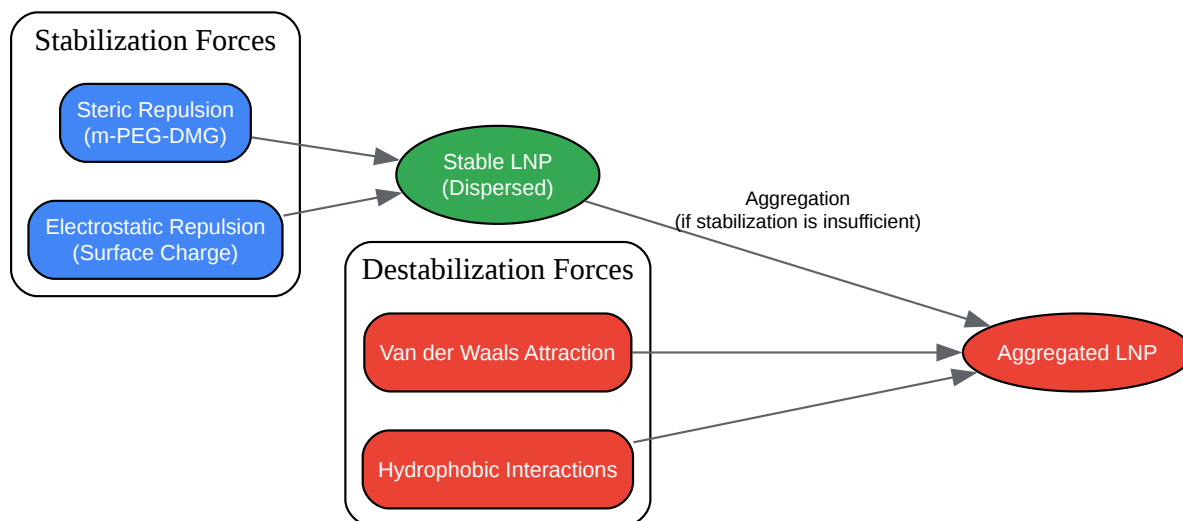 Stabilization Forces
Steric Repulsion
(m-PEG-DMG)
Electrostatic Repulsion
(Surface Charge)
Stable LNP
(Dispersed)
Aggregation
(if stabilization is insufficient)
Destabilization Forces
Van der Waals Attraction
Hydrophobic Interactions
Aggregated LNP